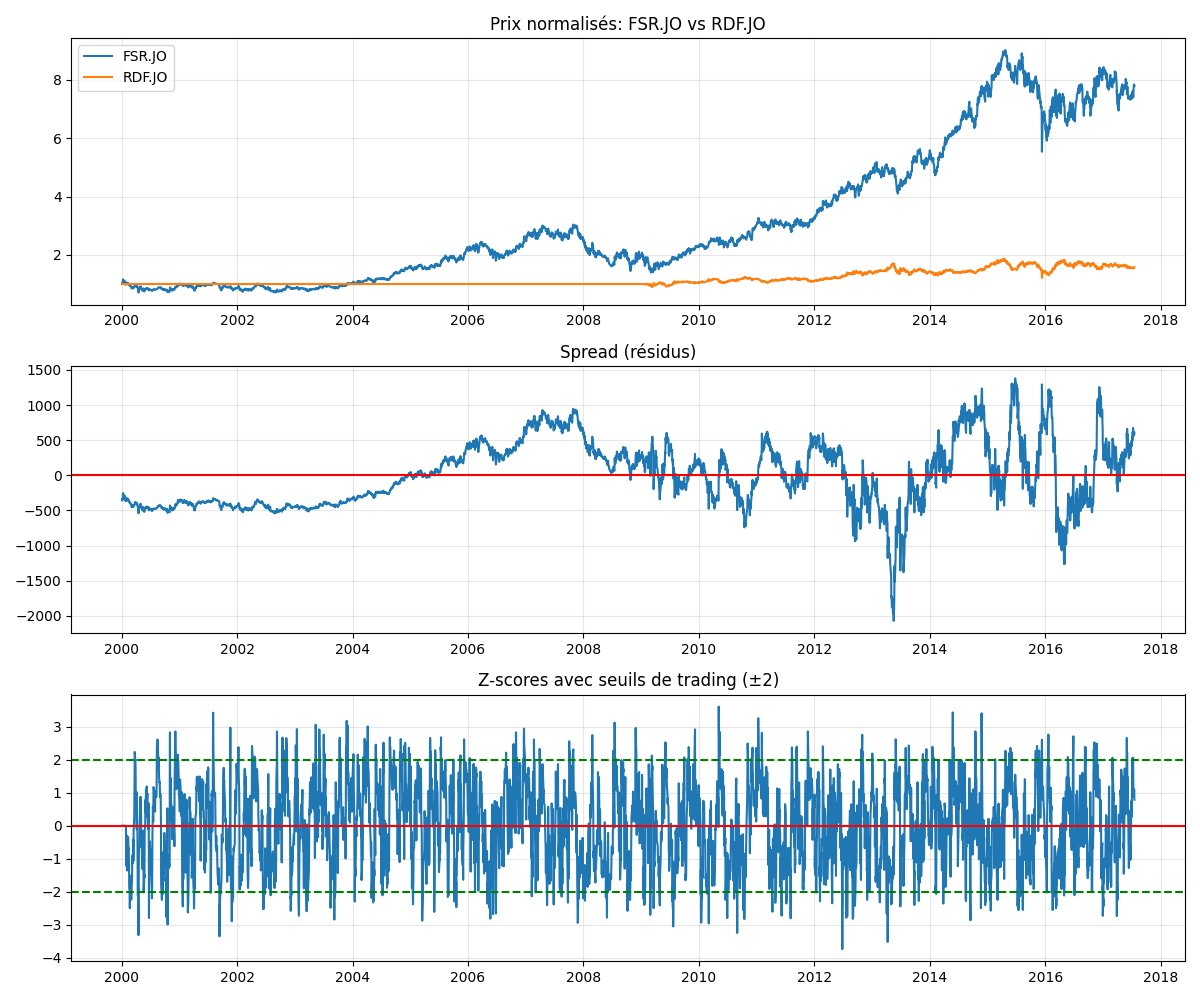 Prix normalisés: FSR.JO vs RDF.JO
FSR.JO
RDF.JO
8
6
4
2
2000 2002 2004 2006 2008 2010 2012 2014 2016 2018
Spread (résidus)
1500
1000
500
0
−500
−1000
−1500
−2000
2000 2002 2004 2006 2008 2010 2012 2014 2016 2018
Z-scores avec seuils de trading (±2)
3
2
1
0
−1
−2
−3
−4
2000 2002 2004 2006 2008 2010 2012 2014 2016 2018